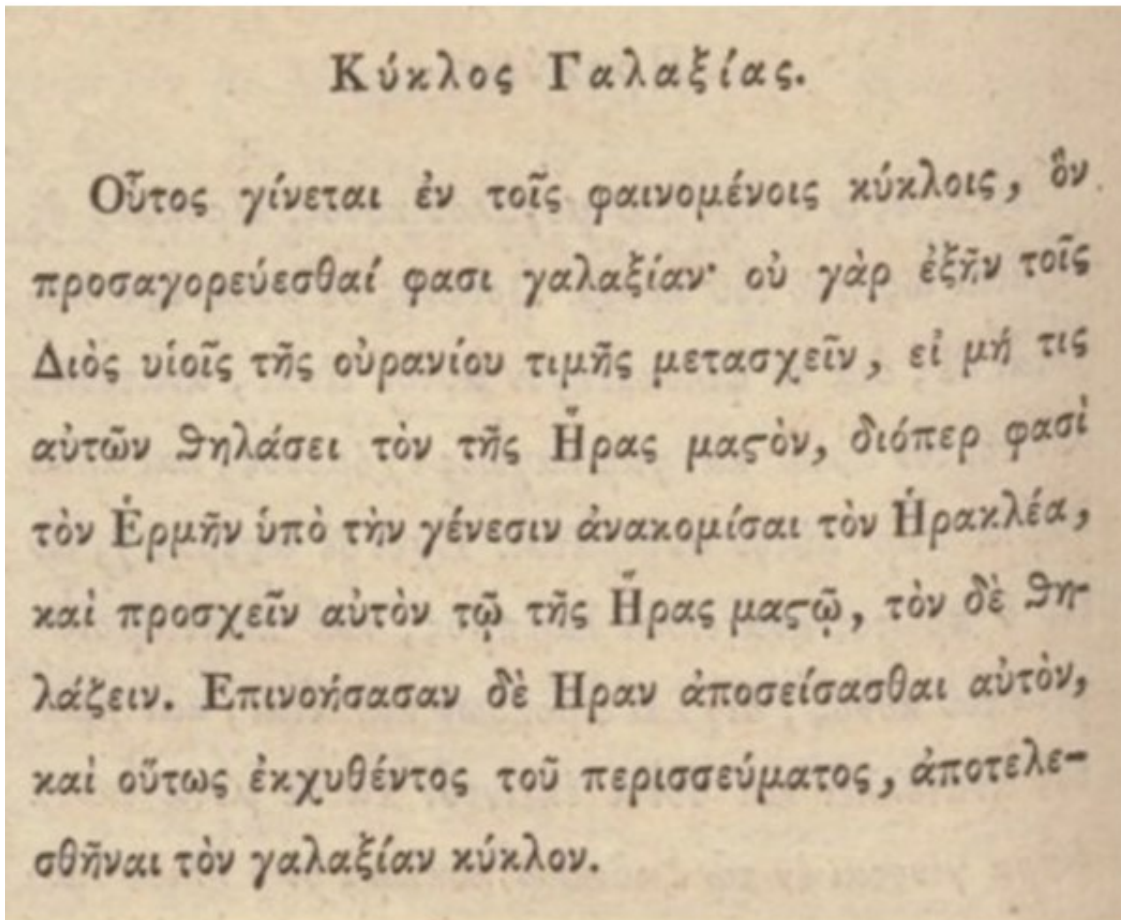 Κύκλος Γαλαξίας.
Οὗτος γίνεται ἐν τοῖς φαινομένοις κύκλοις, ὃν
προσαγορεύεσθαί φασι γαλαξίαν· οὐ γὰρ ἐξῆν τοῖς
Διὸς υἱοῖς τῆς οὐρανίου τιμῆς μετασχεῖν, εἰ μή τις
αὐτῶν ϑηλάσει τὸν τῆς Ἥρας μαϛὸν, διόπερ φασὶ
τὸν Ἑρμῆν ὑπὸ τὴν γένεσιν ἀνακομίσαι τὸν Ἡρακλέα,
καὶ προσχεῖν αὐτὸν τῷ τῆς Ἥρας μαϛῷ, τὸν δὲ ϑη-
λάζειν. Επινοήσασαν δὲ Ηραν ἀποσείσασθαι αὐτὸν,
καὶ οὕτως ἐκχυθέντος τοῦ περισσεύματος, ἀποτελε-
σθῆναι τὸν γαλαξίαν κύκλον.